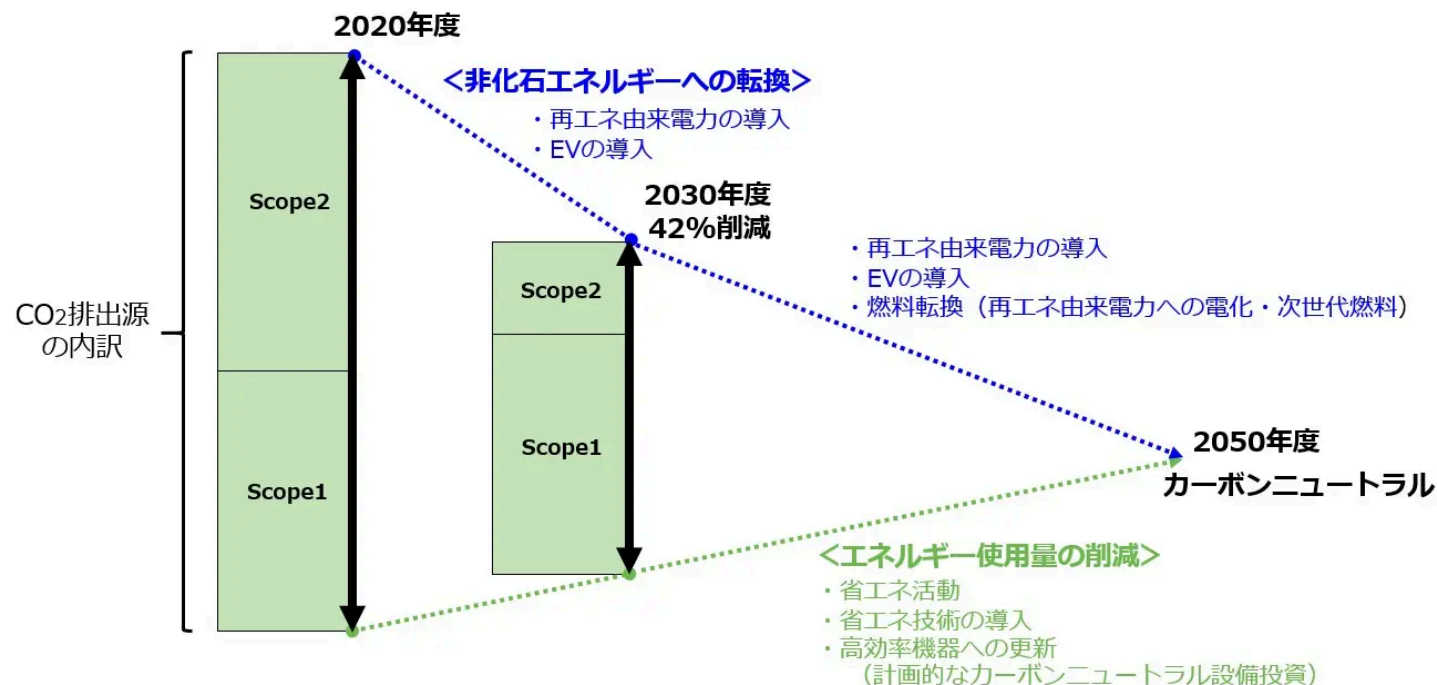 2020年度
＜非化石エネルギーへの転換＞
・再エネ由来電力の導入
・EVの導入
Scope2
2030年度
42%削減
・再エネ由来電力の導入
・EVの導入
・燃料転換（再エネ由来電力への電化・次世代燃料）
Scope2
CO2排出源
の内訳
Scope1
Scope1
2050年度
カーボンニュートラル
＜エネルギー使用量の削減＞
・省エネ活動
・省エネ技術の導入
・高効率機器への更新
（計画的なカーボンニュートラル設備投資）